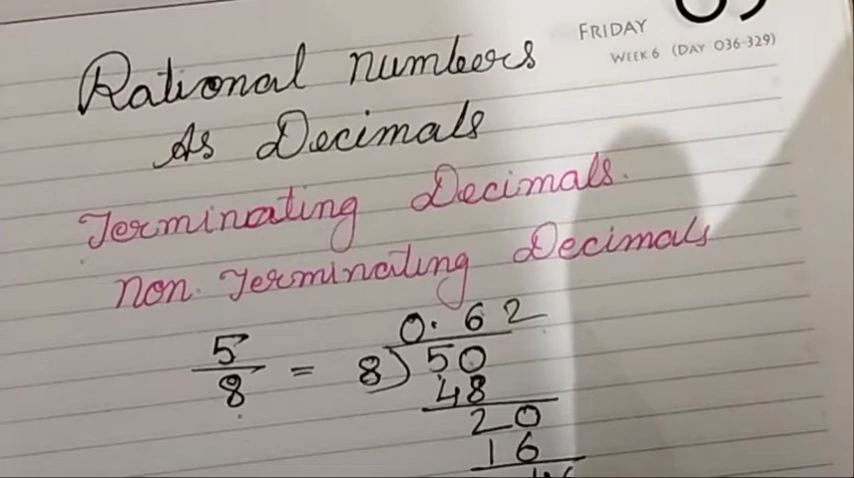 FRIDAY
WEEK 6 (DAY 036-329)
Rational numbers
As Decimals
Terminating Decimals.
non. Terminating Decimals
0.62
5/8 = 8)50
48
20
16